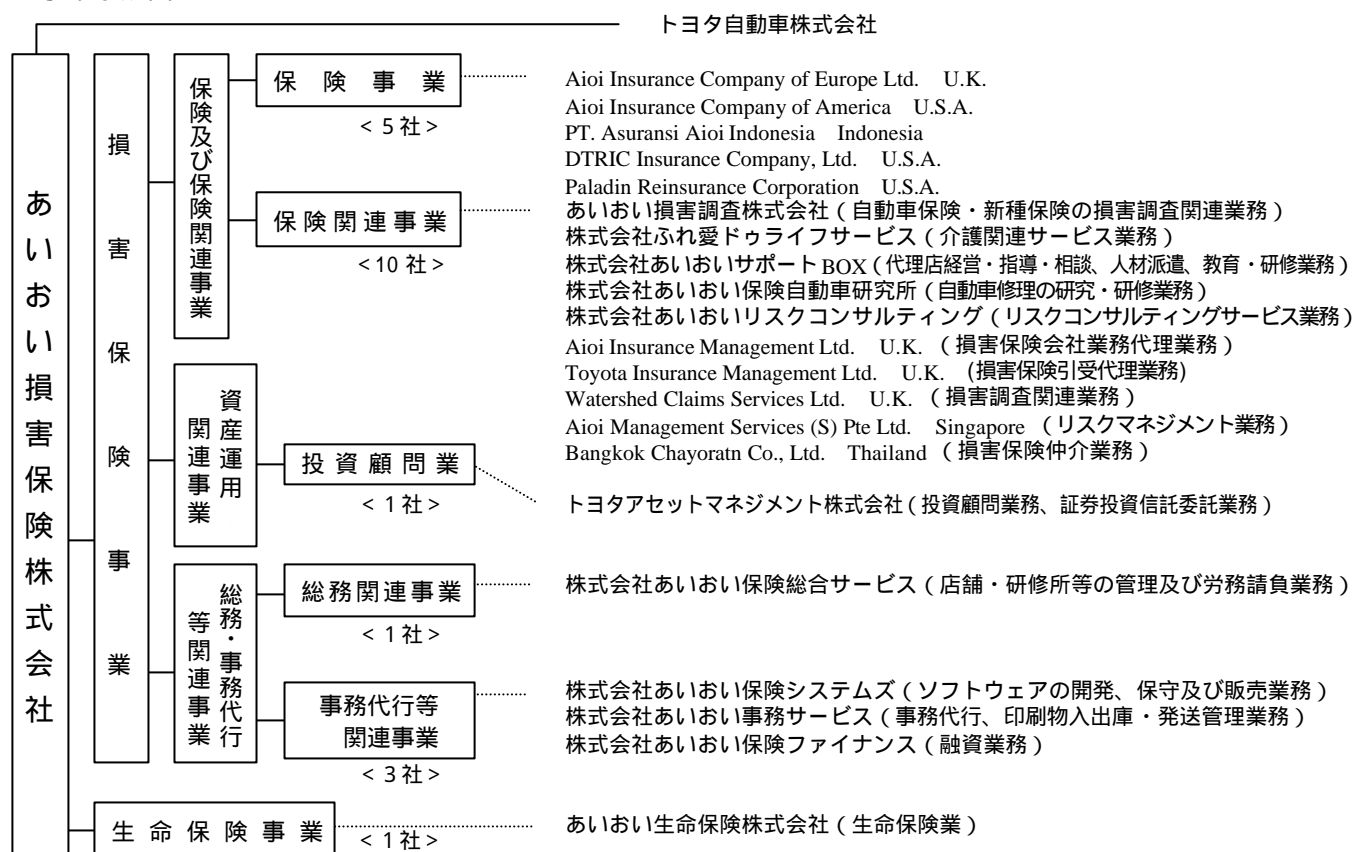 トヨタ自動車株式会社
あいおい損害保険株式会社
損害保険事業
保険及び保険関連事業
保険事業
< 5 社 >
Aioi Insurance Company of Europe Ltd. U.K.
Aioi Insurance Company of America U.S.A.
PT. Asuransi Aioi Indonesia Indonesia
DTRIC Insurance Company, Ltd. U.S.A.
Paladin Reinsurance Corporation U.S.A.
保険関連事業
<10 社 >
あいおい損害調査株式会社（自動車保険・新種保険の損害調査関連業務）
株式会社ふれ愛ドゥライフサービス（介護関連サービス業務）
株式会社あいおいサポート BOX（代理店経営・指導・相談、人材派遣、教育・研修業務）
株式会社あいおい保険自動車研究所（自動車修理の研究・研修業務）
株式会社あいおいリスクコンサルティング（リスクコンサルティングサービス業務）
Aioi Insurance Management Ltd. U.K. （損害保険会社業務代理業務）
Toyota Insurance Management Ltd. U.K. (損害保険引受代理業務)
Watershed Claims Services Ltd. U.K. （損害調査関連業務）
Aioi Management Services (S) Pte Ltd. Singapore （リスクマネジメント業務）
Bangkok Chayoratn Co., Ltd. Thailand （損害保険仲介業務）
資産運用
関連事業
投資顧問業
< 1 社 >
トヨタアセットマネジメント株式会社（投資顧問業務、証券投資信託委託業務）
総務・事務代行
等関連事業
総務関連事業
< 1 社 >
株式会社あいおい保険総合サービス（店舗・研修所等の管理及び労務請負業務）
事務代行等
関連事業
< 3 社 >
株式会社あいおい保険システムズ（ソフトウェアの開発、保守及び販売業務）
株式会社あいおい事務サービス（事務代行、印刷物入出庫・発送管理業務）
株式会社あいおい保険ファイナンス（融資業務）
生命保険事業
< 1 社 >
あいおい生命保険株式会社（生命保険業）